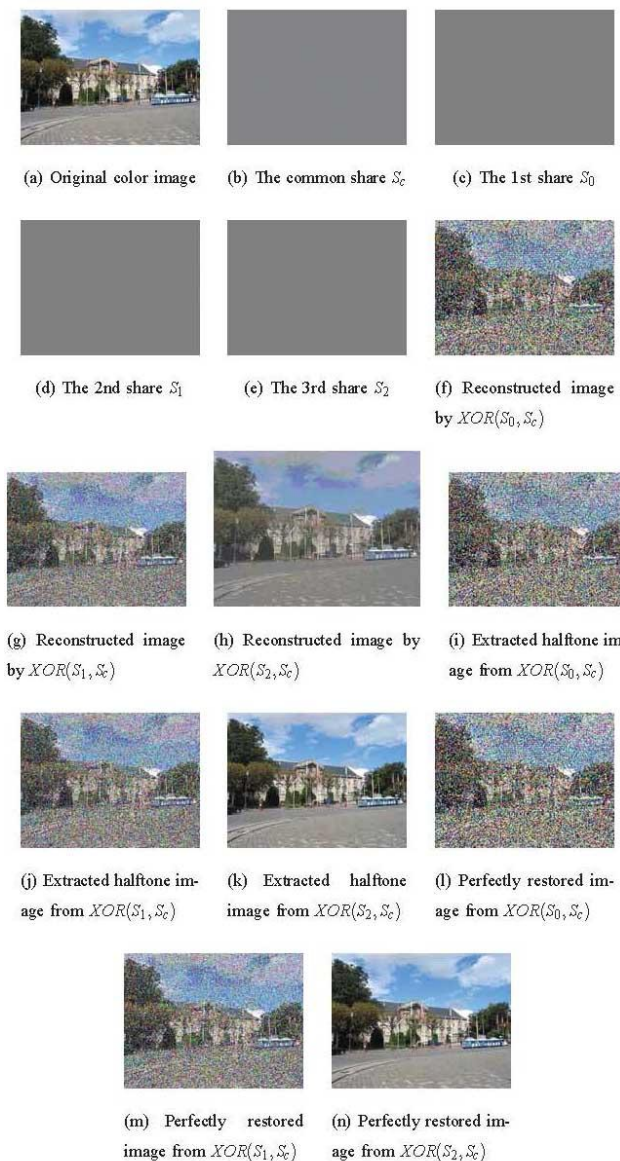 (a) Original color image
(b) The common share S_c
(c) The 1st share S_0
(d) The 2nd share S_1
(e) The 3rd share S_2
(f) Reconstructed image
by XOR(S_0, S_c)
(g) Reconstructed image
by XOR(S_1, S_c)
(h) Reconstructed image by
XOR(S_2, S_c)
(i) Extracted halftone im
age from XOR(S_0, S_c)
(j) Extracted halftone im-
age from XOR(S_1, S_c)
(k) Extracted halftone
image from XOR(S_2, S_c)
(l) Perfectly restored im-
age from XOR(S_0, S_c)
(m) Perfectly restored
image from XOR(S_1, S_c)
(n) Perfectly restored im-
age from XOR(S_2, S_c)